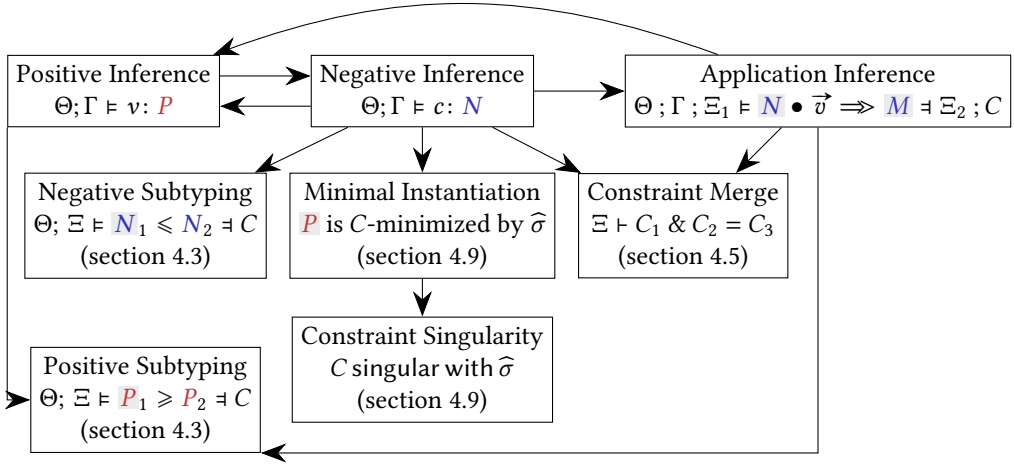 Positive Inference
Θ; Γ ⊨ v: P
Negative Inference
Θ; Γ ⊨ c: N
Application Inference
Θ ; Γ ; Ξ₁ ⊨ N • v⃗ ⇒⇒ M ⫤ Ξ₂ ; C
Negative Subtyping
Θ; Ξ ⊨ N₁ ⩽ N₂ ⫤ C
(section 4.3)
Minimal Instantiation
P is C-minimized by σ̂
(section 4.9)
Constraint Merge
Ξ ⊢ C₁ & C₂ = C₃
(section 4.5)
Constraint Singularity
C singular with σ̂
(section 4.9)
Positive Subtyping
Θ; Ξ ⊨ P₁ ⩾ P₂ ⫤ C
(section 4.3)